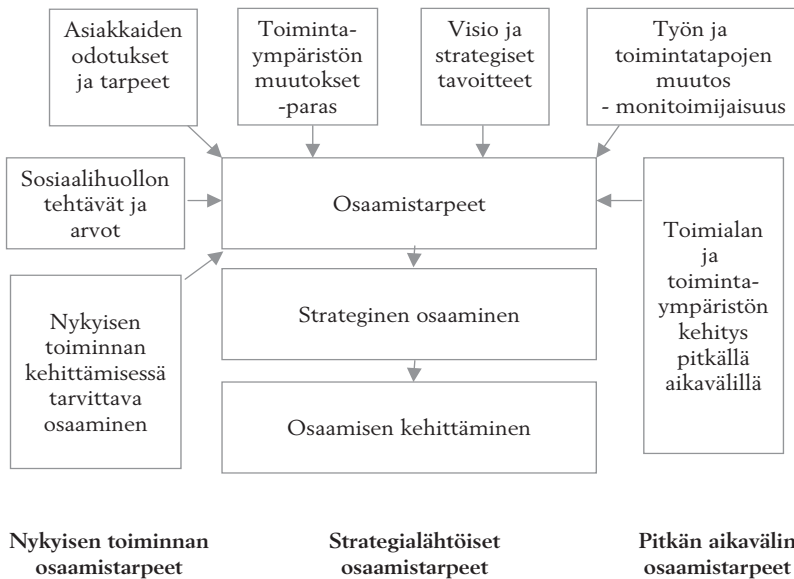 Asiakkaiden
odotukset
ja tarpeet
Toiminta-
ympäristön
muutokset
-paras
Visio ja
strategiset
tavoitteet
Työn ja
toimintatapojen
muutos
- monitoimijaisuus
Sosiaalihuollon
tehtävät ja
arvot
Osaamistarpeet
Toimialan
ja
toiminta-
ympäristön
kehitys
pitkällä
aikavälillä
Nykyisen
toiminnan
kehittämisessä
tarvittava
osaaminen
Strateginen osaaminen
Osaamisen kehittäminen
Nykyisen toiminnan
osaamistarpeet
Strategialähtöiset
osaamistarpeet
Pitkän aikavälin
osaamistarpeet